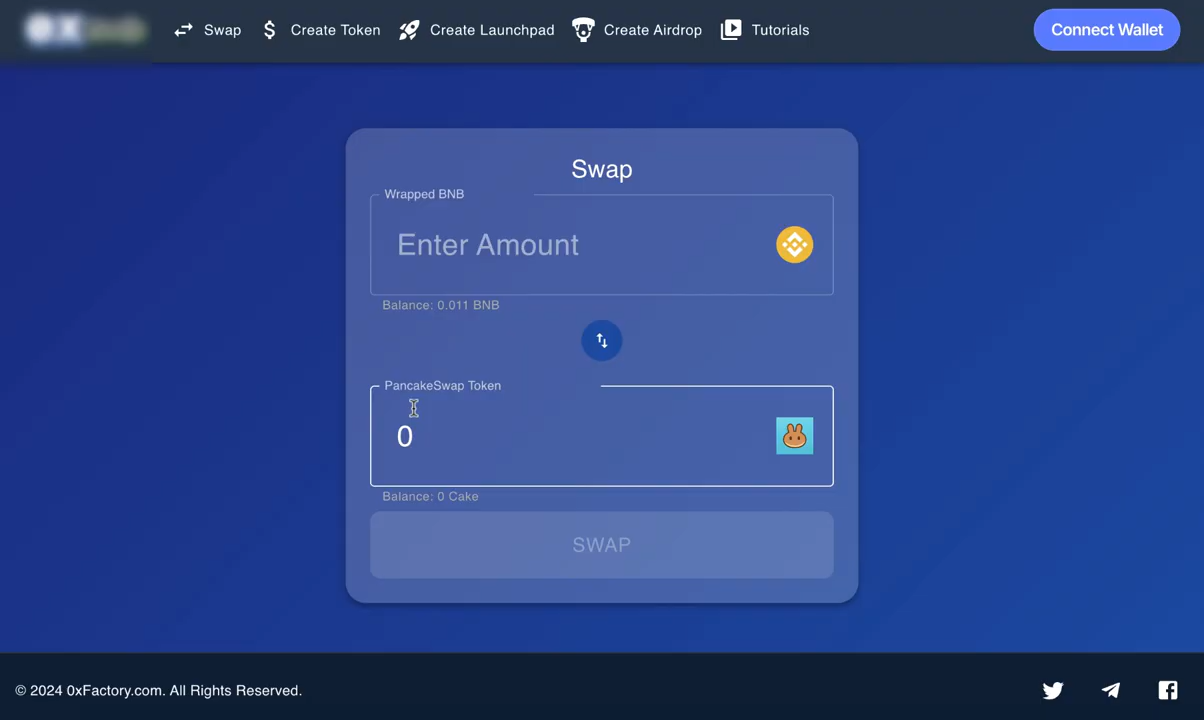 Swap
Create Token
Create Launchpad
Create Airdrop
Tutorials
Connect Wallet
Swap
Wrapped BNB
Enter Amount
Balance: 0.011 BNB
PancakeSwap Token
0
Balance: 0 Cake
SWAP
© 2024 0xFactory.com. All Rights Reserved.